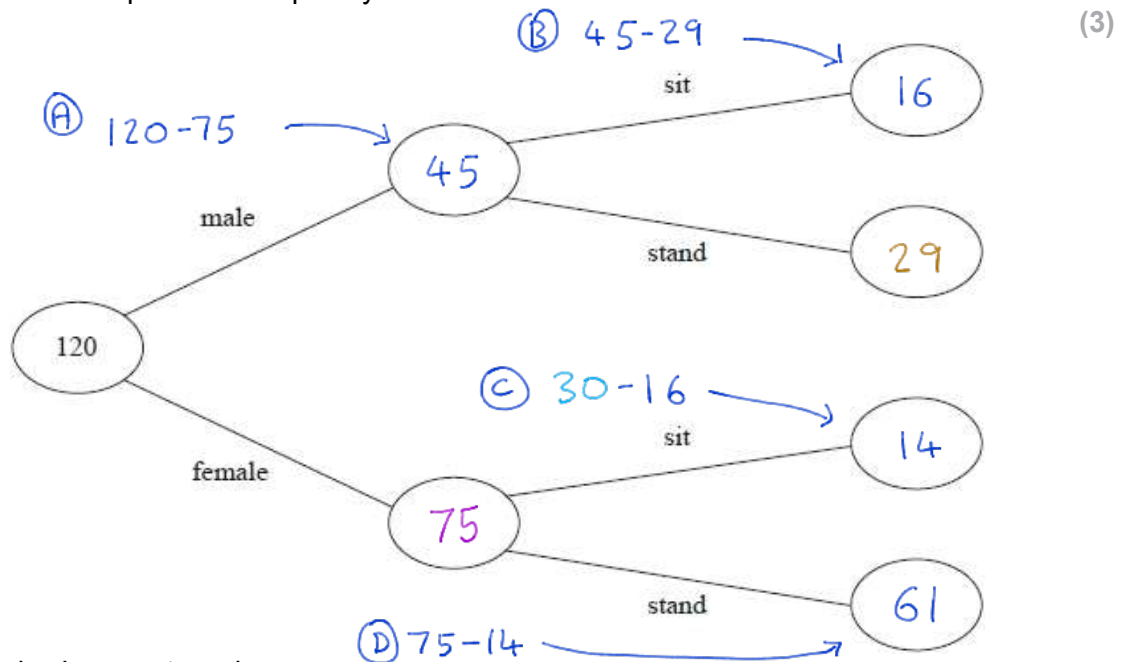 (3)
Ⓑ 45-29
sit
16
Ⓐ 120-75
45
male
stand
29
120
Ⓒ 30-16
sit
14
female
75
stand
61
Ⓓ 75-14